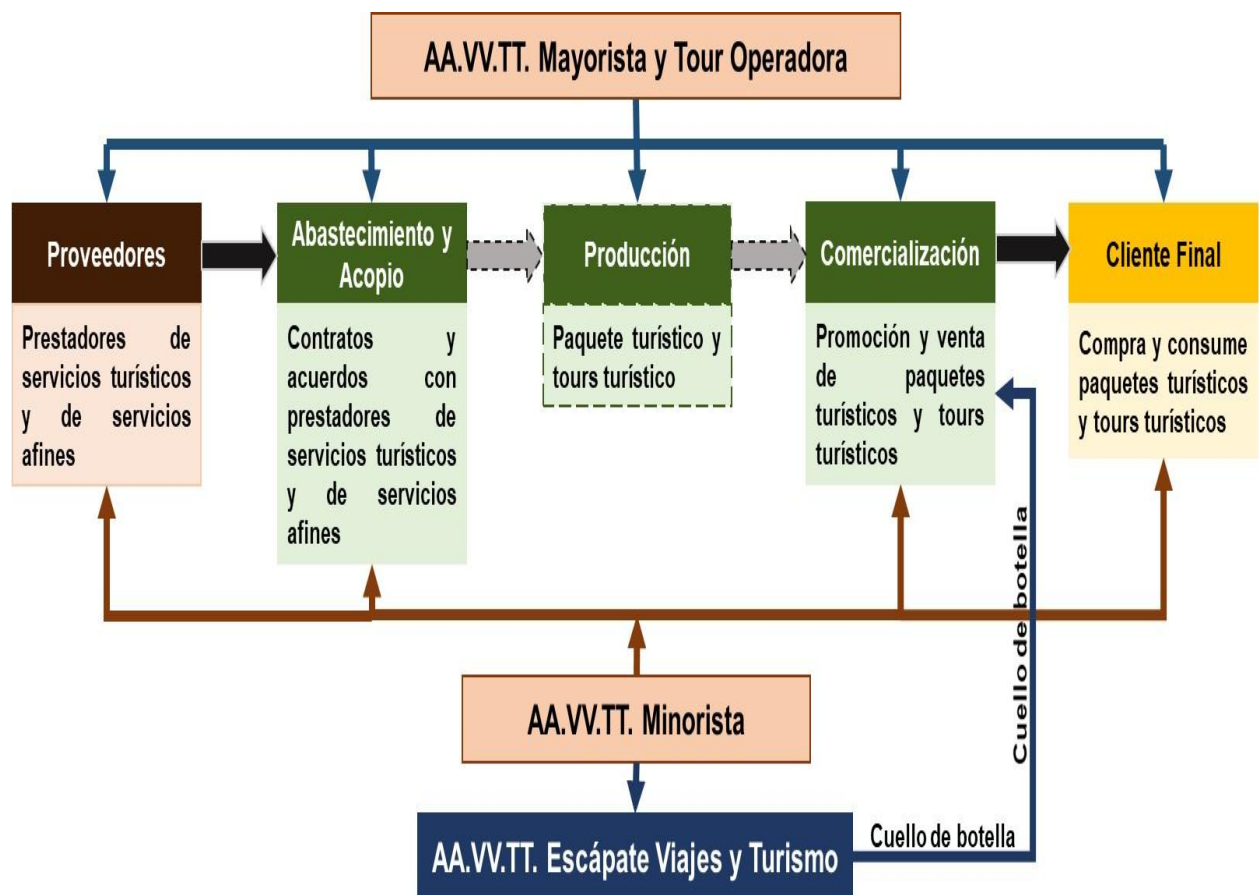 AA.VV.TT. Mayorista y Tour Operadora
Proveedores
Prestadores de
servicios turísticos
y de servicios
afines
Abastecimiento y
Acopio
Contratos y
acuerdos con
prestadores de
servicios turísticos
y de servicios
afines
Producción
Paquete turístico y
tours turístico
Comercialización
Promoción y venta
de paquetes
turísticos y tours
turísticos
Cliente Final
Compra y consume
paquetes turísticos
y tours turísticos
Cuello de botella
AA.VV.TT. Minorista
AA.VV.TT. Escápate Viajes y Turismo
Cuello de botella